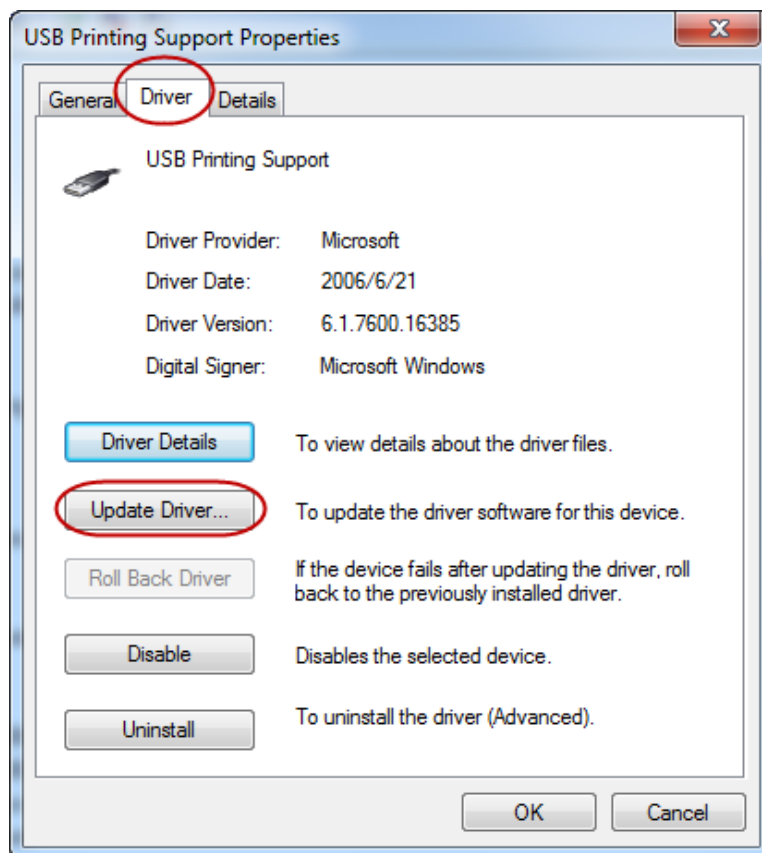 USB Printing Support Properties
General Driver Details
USB Printing Support
Driver Provider: Microsoft
Driver Date: 2006/6/21
Driver Version: 6.1.7600.16385
Digital Signer: Microsoft Windows
Driver Details To view details about the driver files.
Update Driver... To update the driver software for this device.
Roll Back Driver If the device fails after updating the driver, roll
back to the previously installed driver.
Disable Disables the selected device.
Uninstall To uninstall the driver (Advanced).
OK Cancel